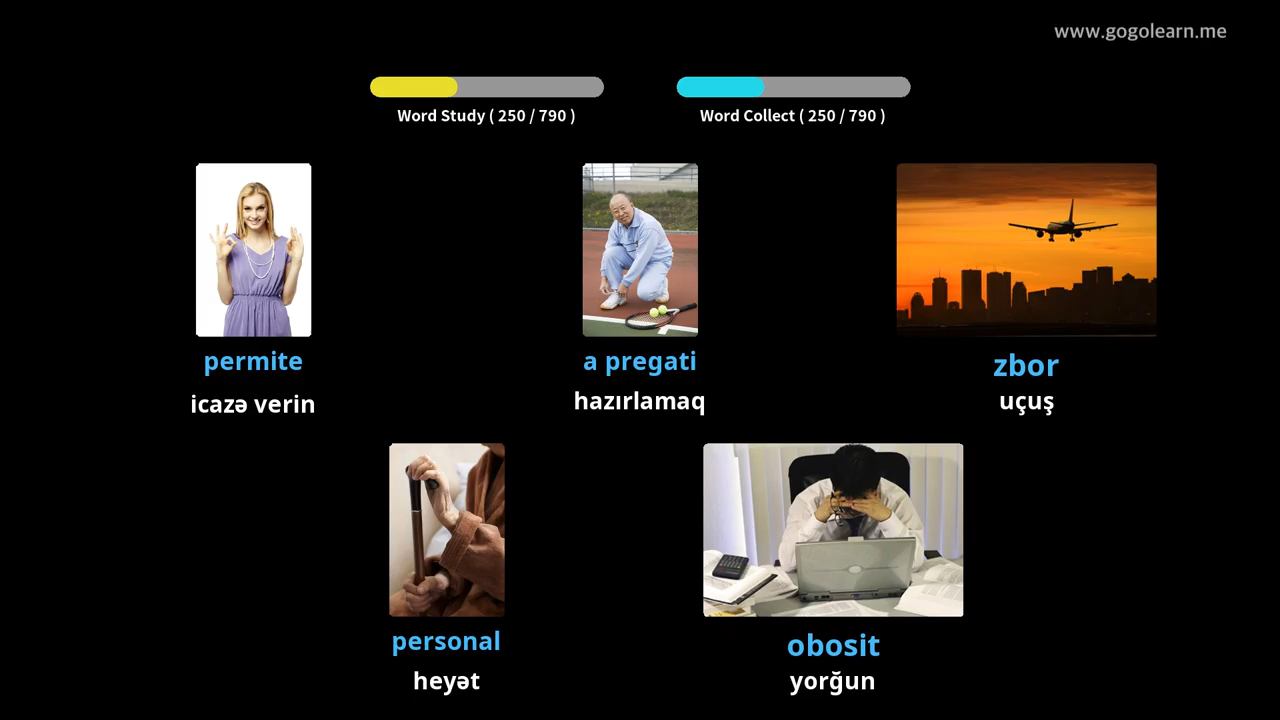 www.gogolearn.me
Word Study ( 250 / 790 )
Word Collect ( 250 / 790 )
permite
icazə verin
a pregati
hazırlamaq
zbor
uçuş
personal
heyət
obosit
yorğun